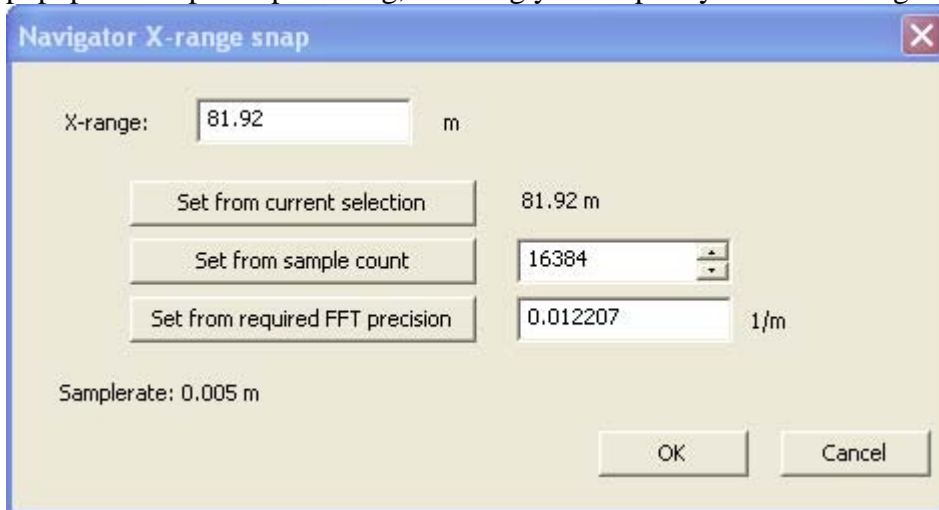 Navigator X-range snap
X-range: 81.92 m
Set from current selection 81.92 m
Set from sample count 16384
Set from required FFT precision 0.012207 1/m
Samplerate: 0.005 m
OK Cancel